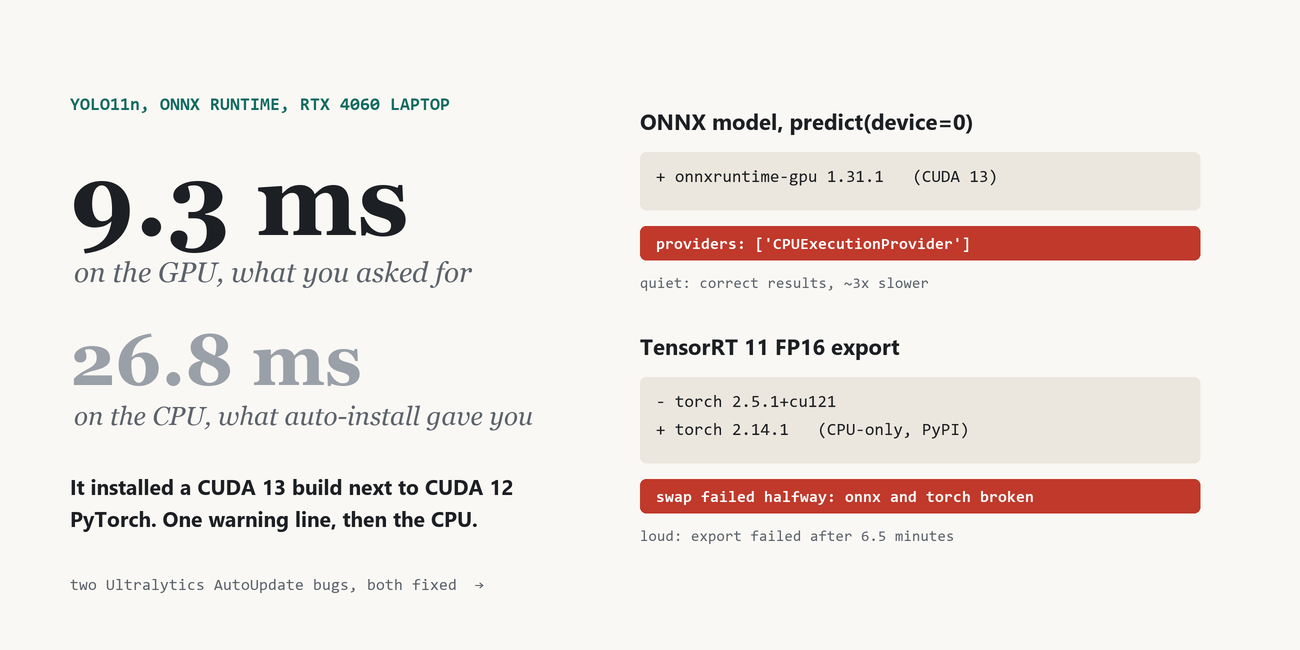 YOLO11n, ONNX RUNTIME, RTX 4060 LAPTOP
9.3 ms
on the GPU, what you asked for
26.8 ms
on the CPU, what auto-install gave you
It installed a CUDA 13 build next to CUDA 12
PyTorch. One warning line, then the CPU.
two Ultralytics AutoUpdate bugs, both fixed →
ONNX model, predict(device=0)
+ onnxruntime-gpu 1.31.1 (CUDA 13)
providers: ['CPUExecutionProvider']
quiet: correct results, ~3x slower
TensorRT 11 FP16 export
- torch 2.5.1+cu121
+ torch 2.14.1 (CPU-only, PyPI)
swap failed halfway: onnx and torch broken
loud: export failed after 6.5 minutes